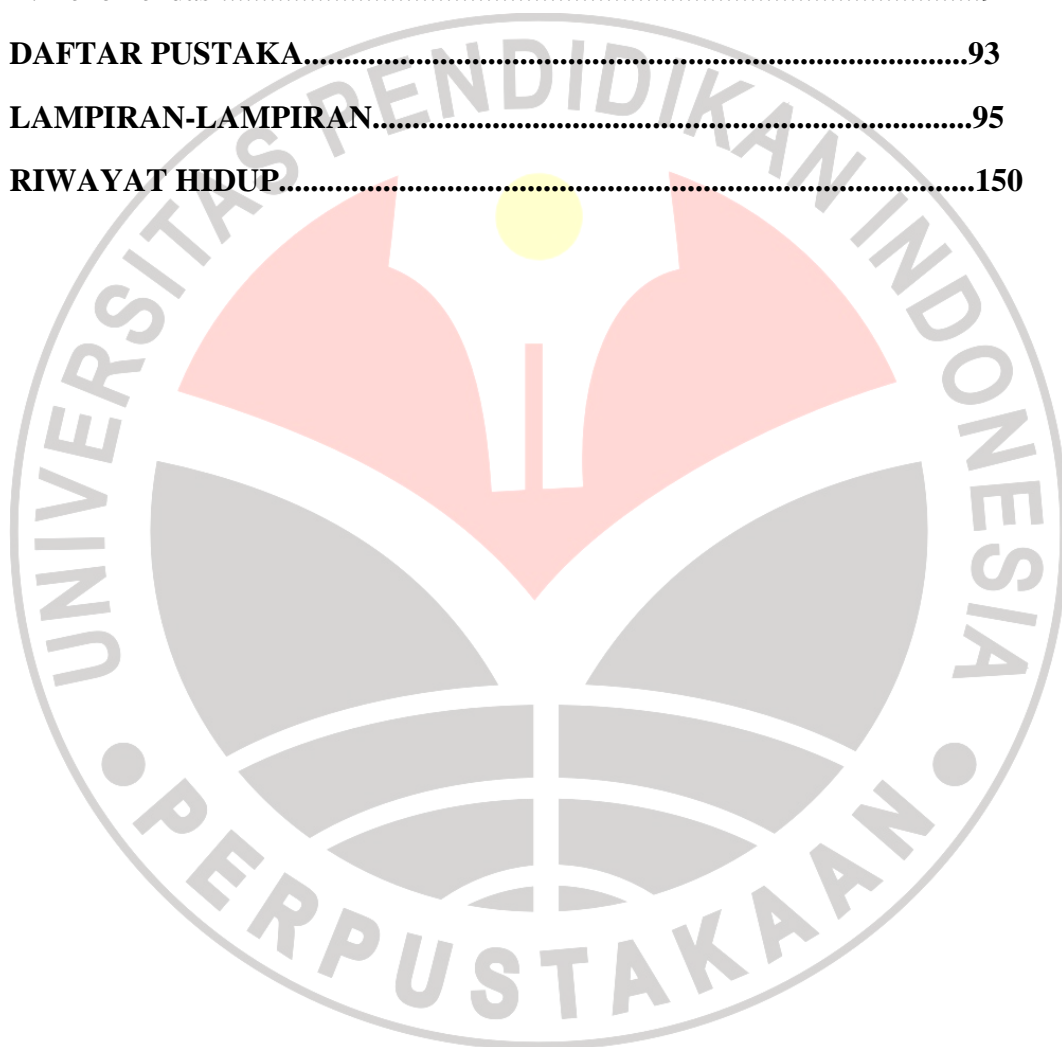 DAFTAR PUSTAKA....................................................................................93
LAMPIRAN-LAMPIRAN............................................................................95
RIWAYAT HIDUP........................................................................................150
UNIVERSITAS PENDIDIKAN INDONESIA
PERPUSTAKAAN